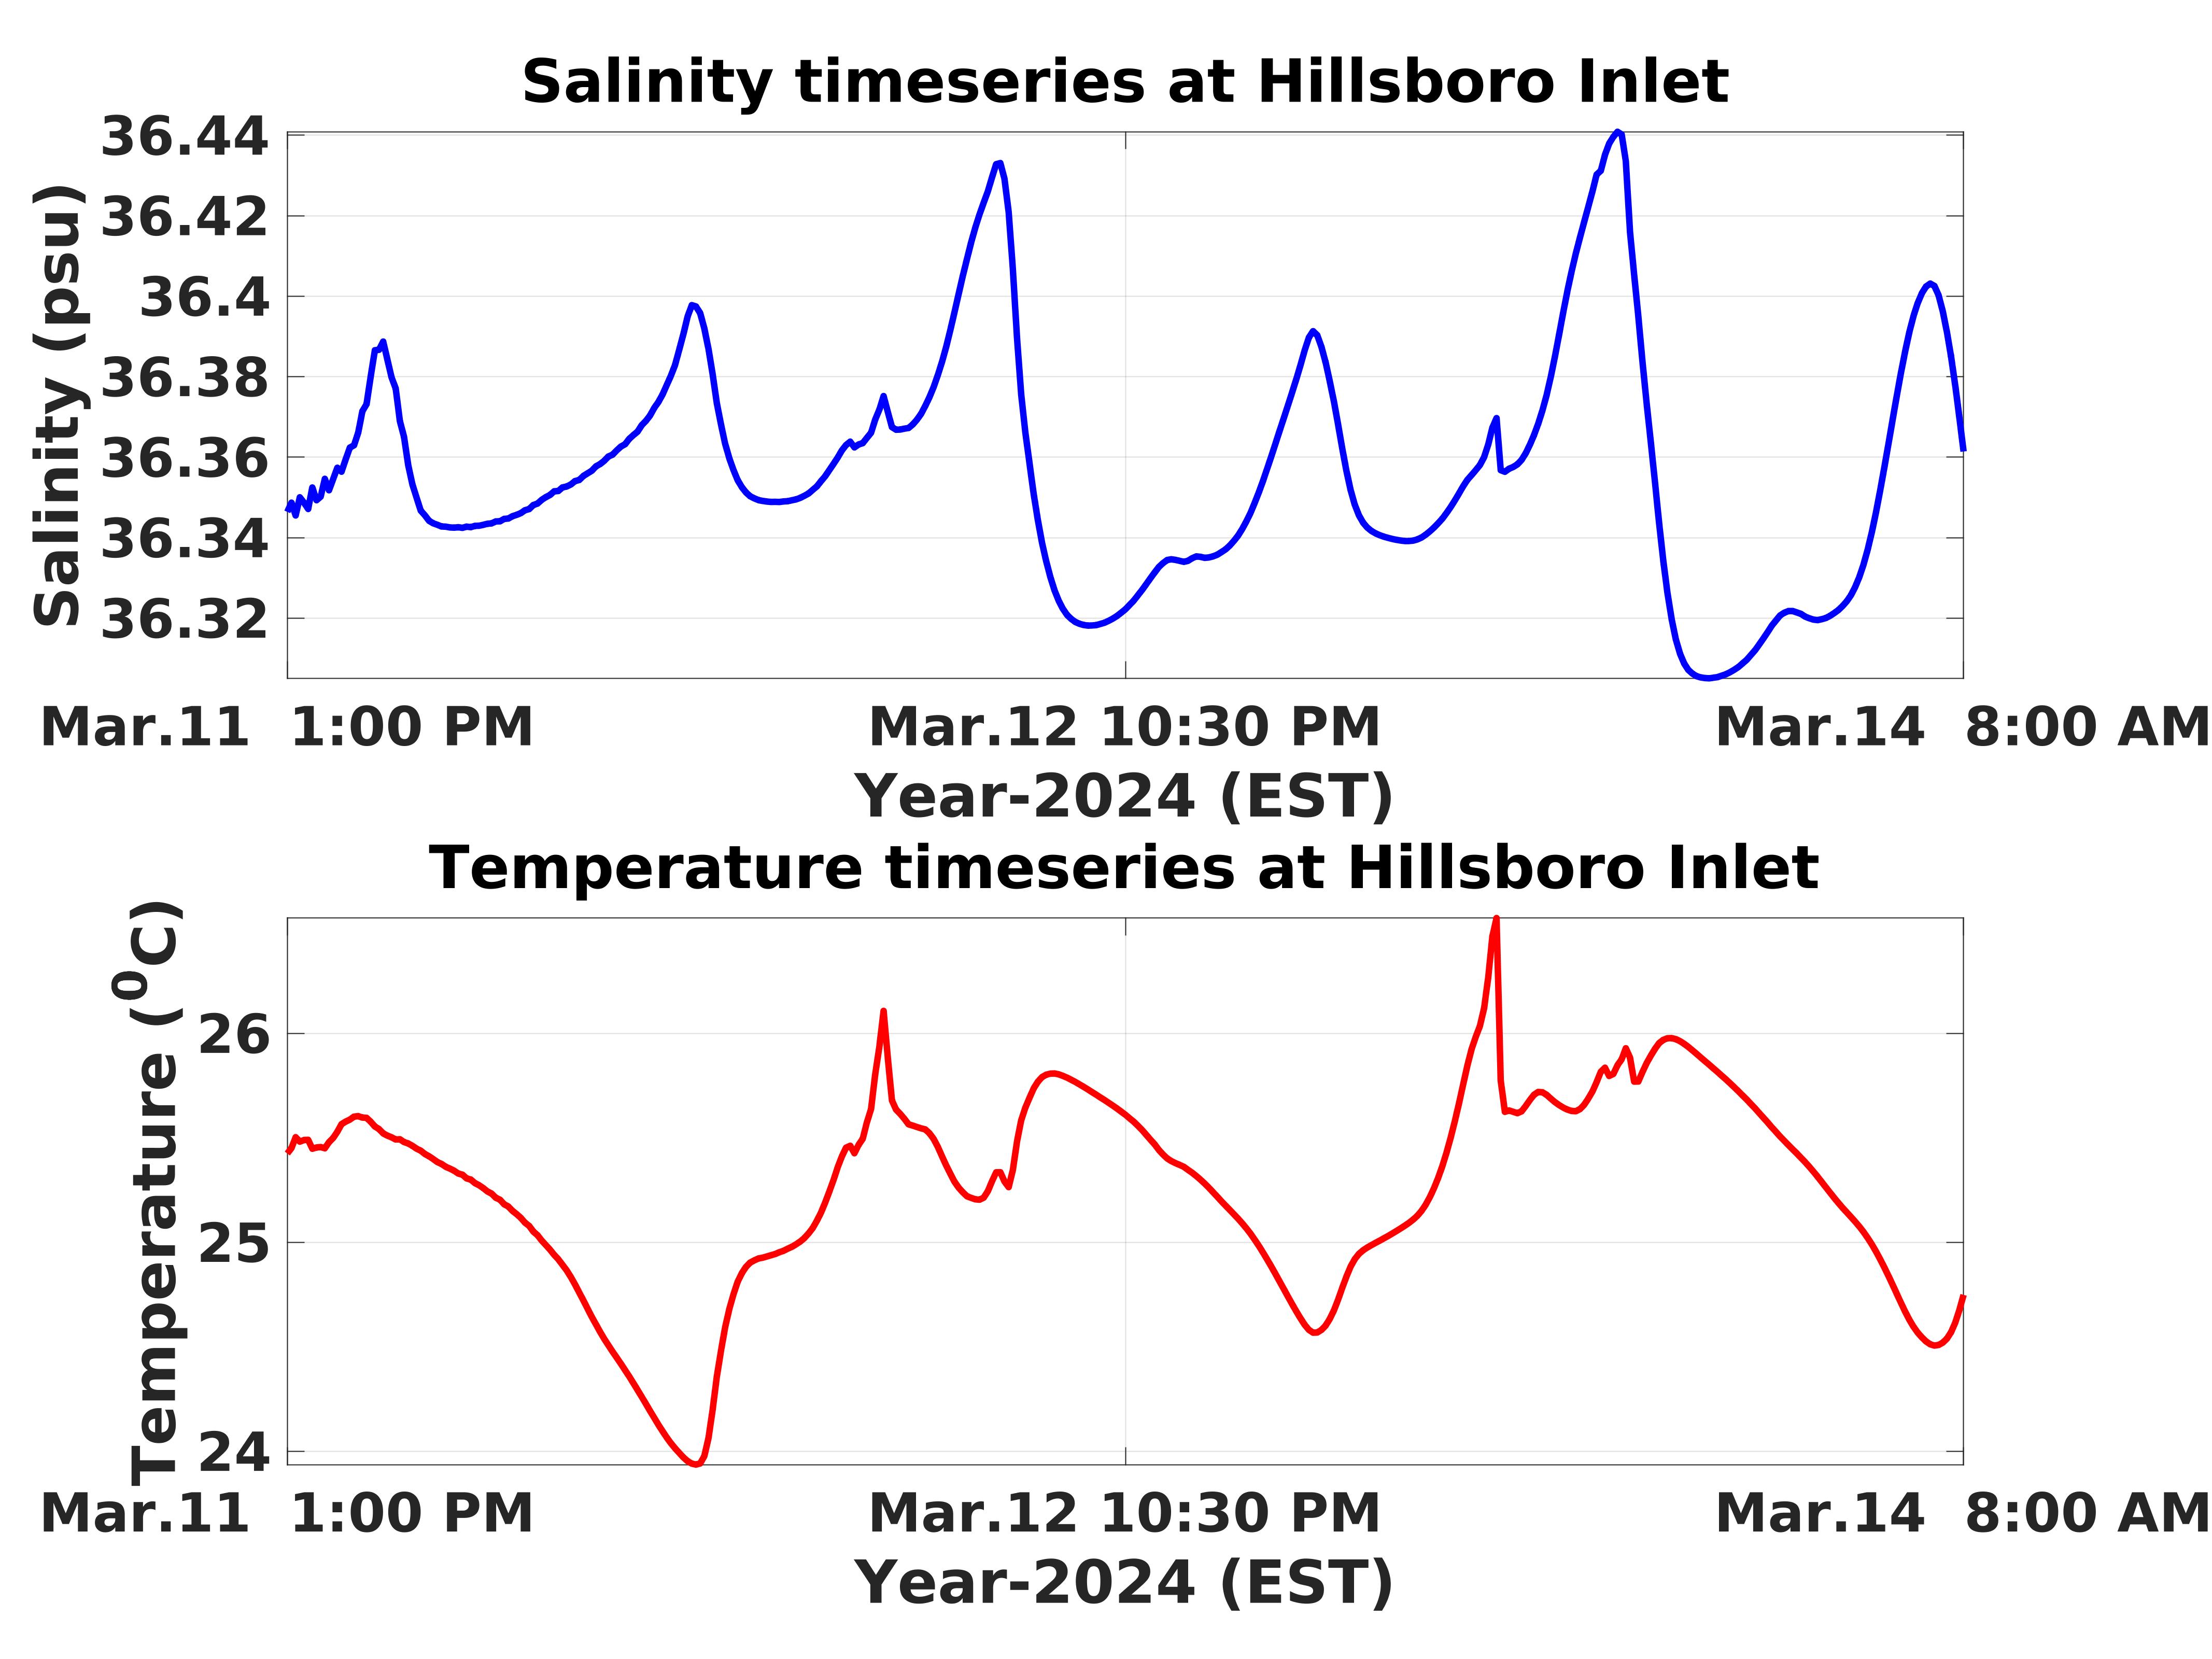 Salinity timeseries at Hillsboro Inlet
Salinity (psu)
36.44
36.42
36.4
36.38
36.36
36.34
36.32
Mar.11 1:00 PM Mar.12 10:30 PM Mar.14 8:00 AM
Year-2024 (EST)
Temperature timeseries at Hillsboro Inlet
Temperature (⁰C)
26
25
24
Mar.11 1:00 PM Mar.12 10:30 PM Mar.14 8:00 AM
Year-2024 (EST)